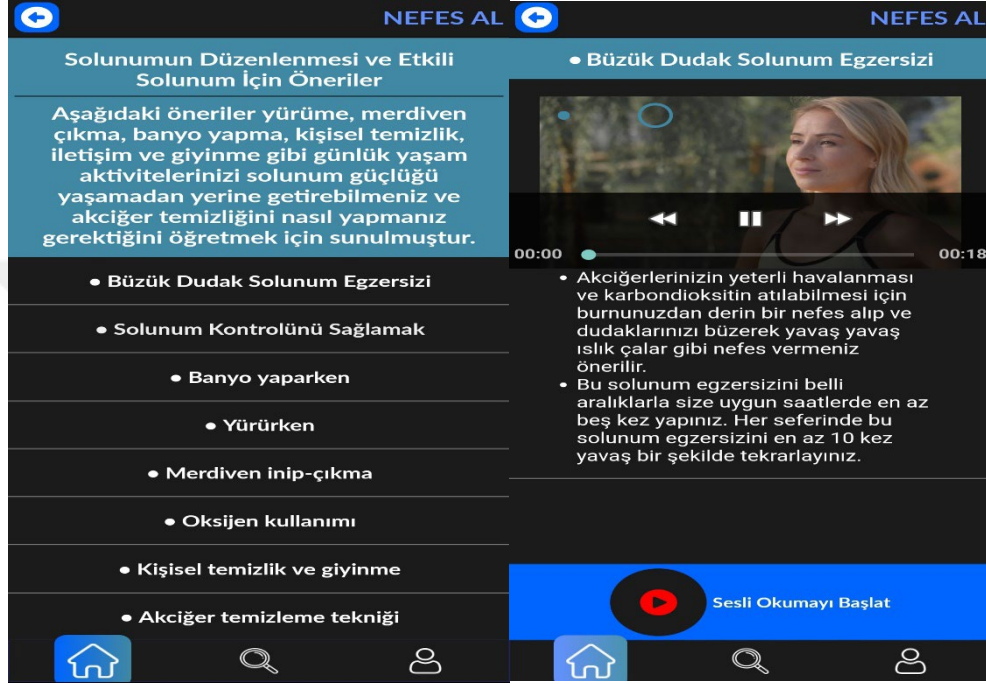 NEFES AL
Solunumun Düzenlenmesi ve Etkili
Solunum İçin Öneriler
Aşağıdaki öneriler yürüme, merdiven
çıkma, banyo yapma, kişisel temizlik,
iletişim ve giyinme gibi günlük yaşam
aktivitelerinizi solunum güçlüğü
yaşamadan yerine getirebilmeniz ve
akciğer temizliğini nasıl yapmanız
gerektiğini öğretmek için sunulmuştur.
• Büzük Dudak Solunum Egzersizi
• Solunum Kontrolünü Sağlamak
• Banyo yaparken
• Yürürken
• Merdiven inip-çıkma
• Oksijen kullanımı
• Kişisel temizlik ve giyinme
• Akciğer temizleme tekniği
NEFES AL
• Büzük Dudak Solunum Egzersizi
00:00
00:18
• Akciğerlerinizin yeterli havalanması
ve karbondioksitin atılabilmesi için
burnunuzdan derin bir nefes alıp ve
dudaklarınızı büzerek yavaş yavaş
ıslık çalar gibi nefes vermeniz
önerilir.
• Bu solunum egzersizini belli
aralıklarla size uygun saatlerde en az
beş kez yapınız. Her seferinde bu
solunum egzersizini en az 10 kez
yavaş bir şekilde tekrarlayınız.
Sesli Okumayı Başlat